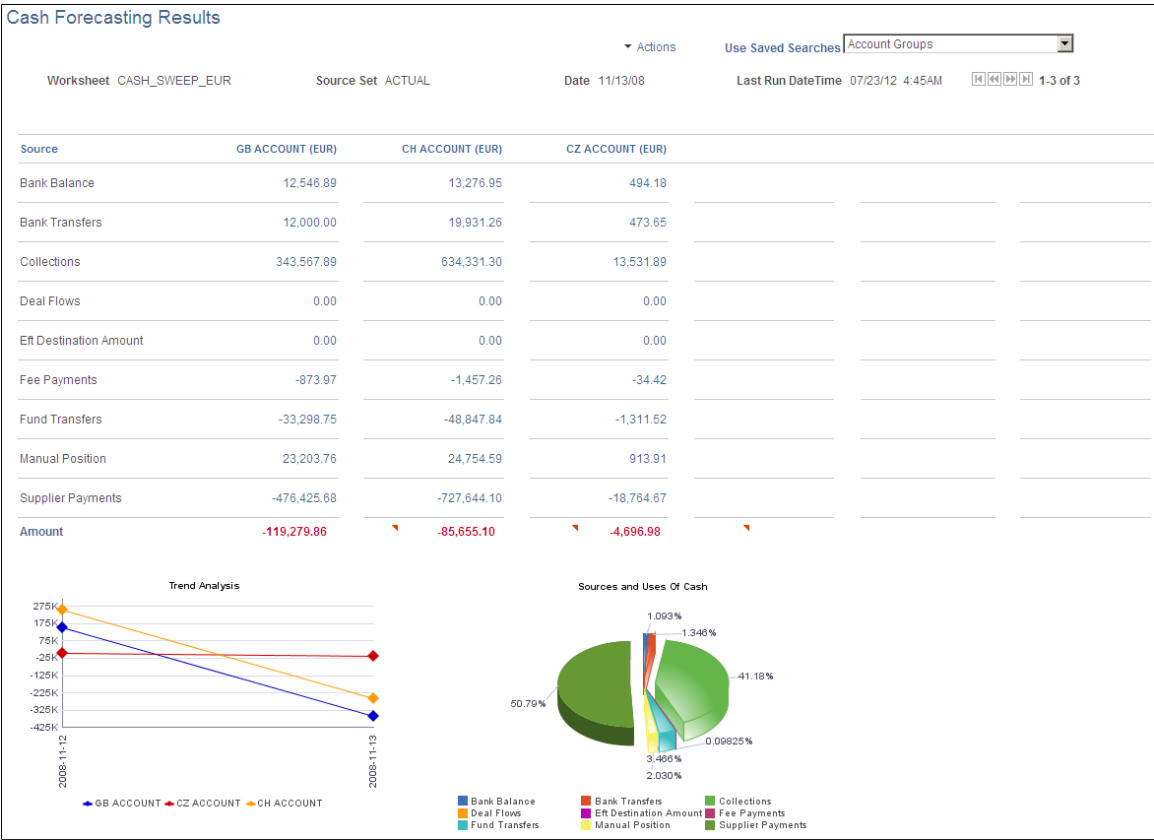 Cash Forecasting Results
Actions Use Saved Searches Account Groups
Worksheet CASH_SWEEP_EUR Source Set ACTUAL Date 11/13/08 Last Run DateTime 07/23/12 4:45AM 1-3 of 3
Source GB ACCOUNT (EUR) CH ACCOUNT (EUR) CZ ACCOUNT (EUR)
Bank Balance 12,546.89 13,276.95 494.18
Bank Transfers 12,000.00 19,931.26 473.65
Collections 343,567.89 634,331.30 13,531.89
Deal Flows 0.00 0.00 0.00
Eft Destination Amount 0.00 0.00 0.00
Fee Payments -873.97 -1,457.26 -34.42
Fund Transfers -33,298.75 -48,847.84 -1,311.52
Manual Position 23,203.76 24,754.59 913.91
Supplier Payments -476,425.68 -727,644.10 -18,764.67
Amount -119,279.86 -85,655.10 -4,696.98
Trend Analysis
275K
175K
75K
-25K
-125K
-225K
-325K
-425K
2008-11-12
2008-11-13
GB ACCOUNT CZ ACCOUNT CH ACCOUNT
Sources and Uses Of Cash
1.093%
1.346%
41.18%
50.79%
0.09825%
3.466%
2.030%
Bank Balance Bank Transfers Collections
Deal Flows Eft Destination Amount Fee Payments
Fund Transfers Manual Position Supplier Payments